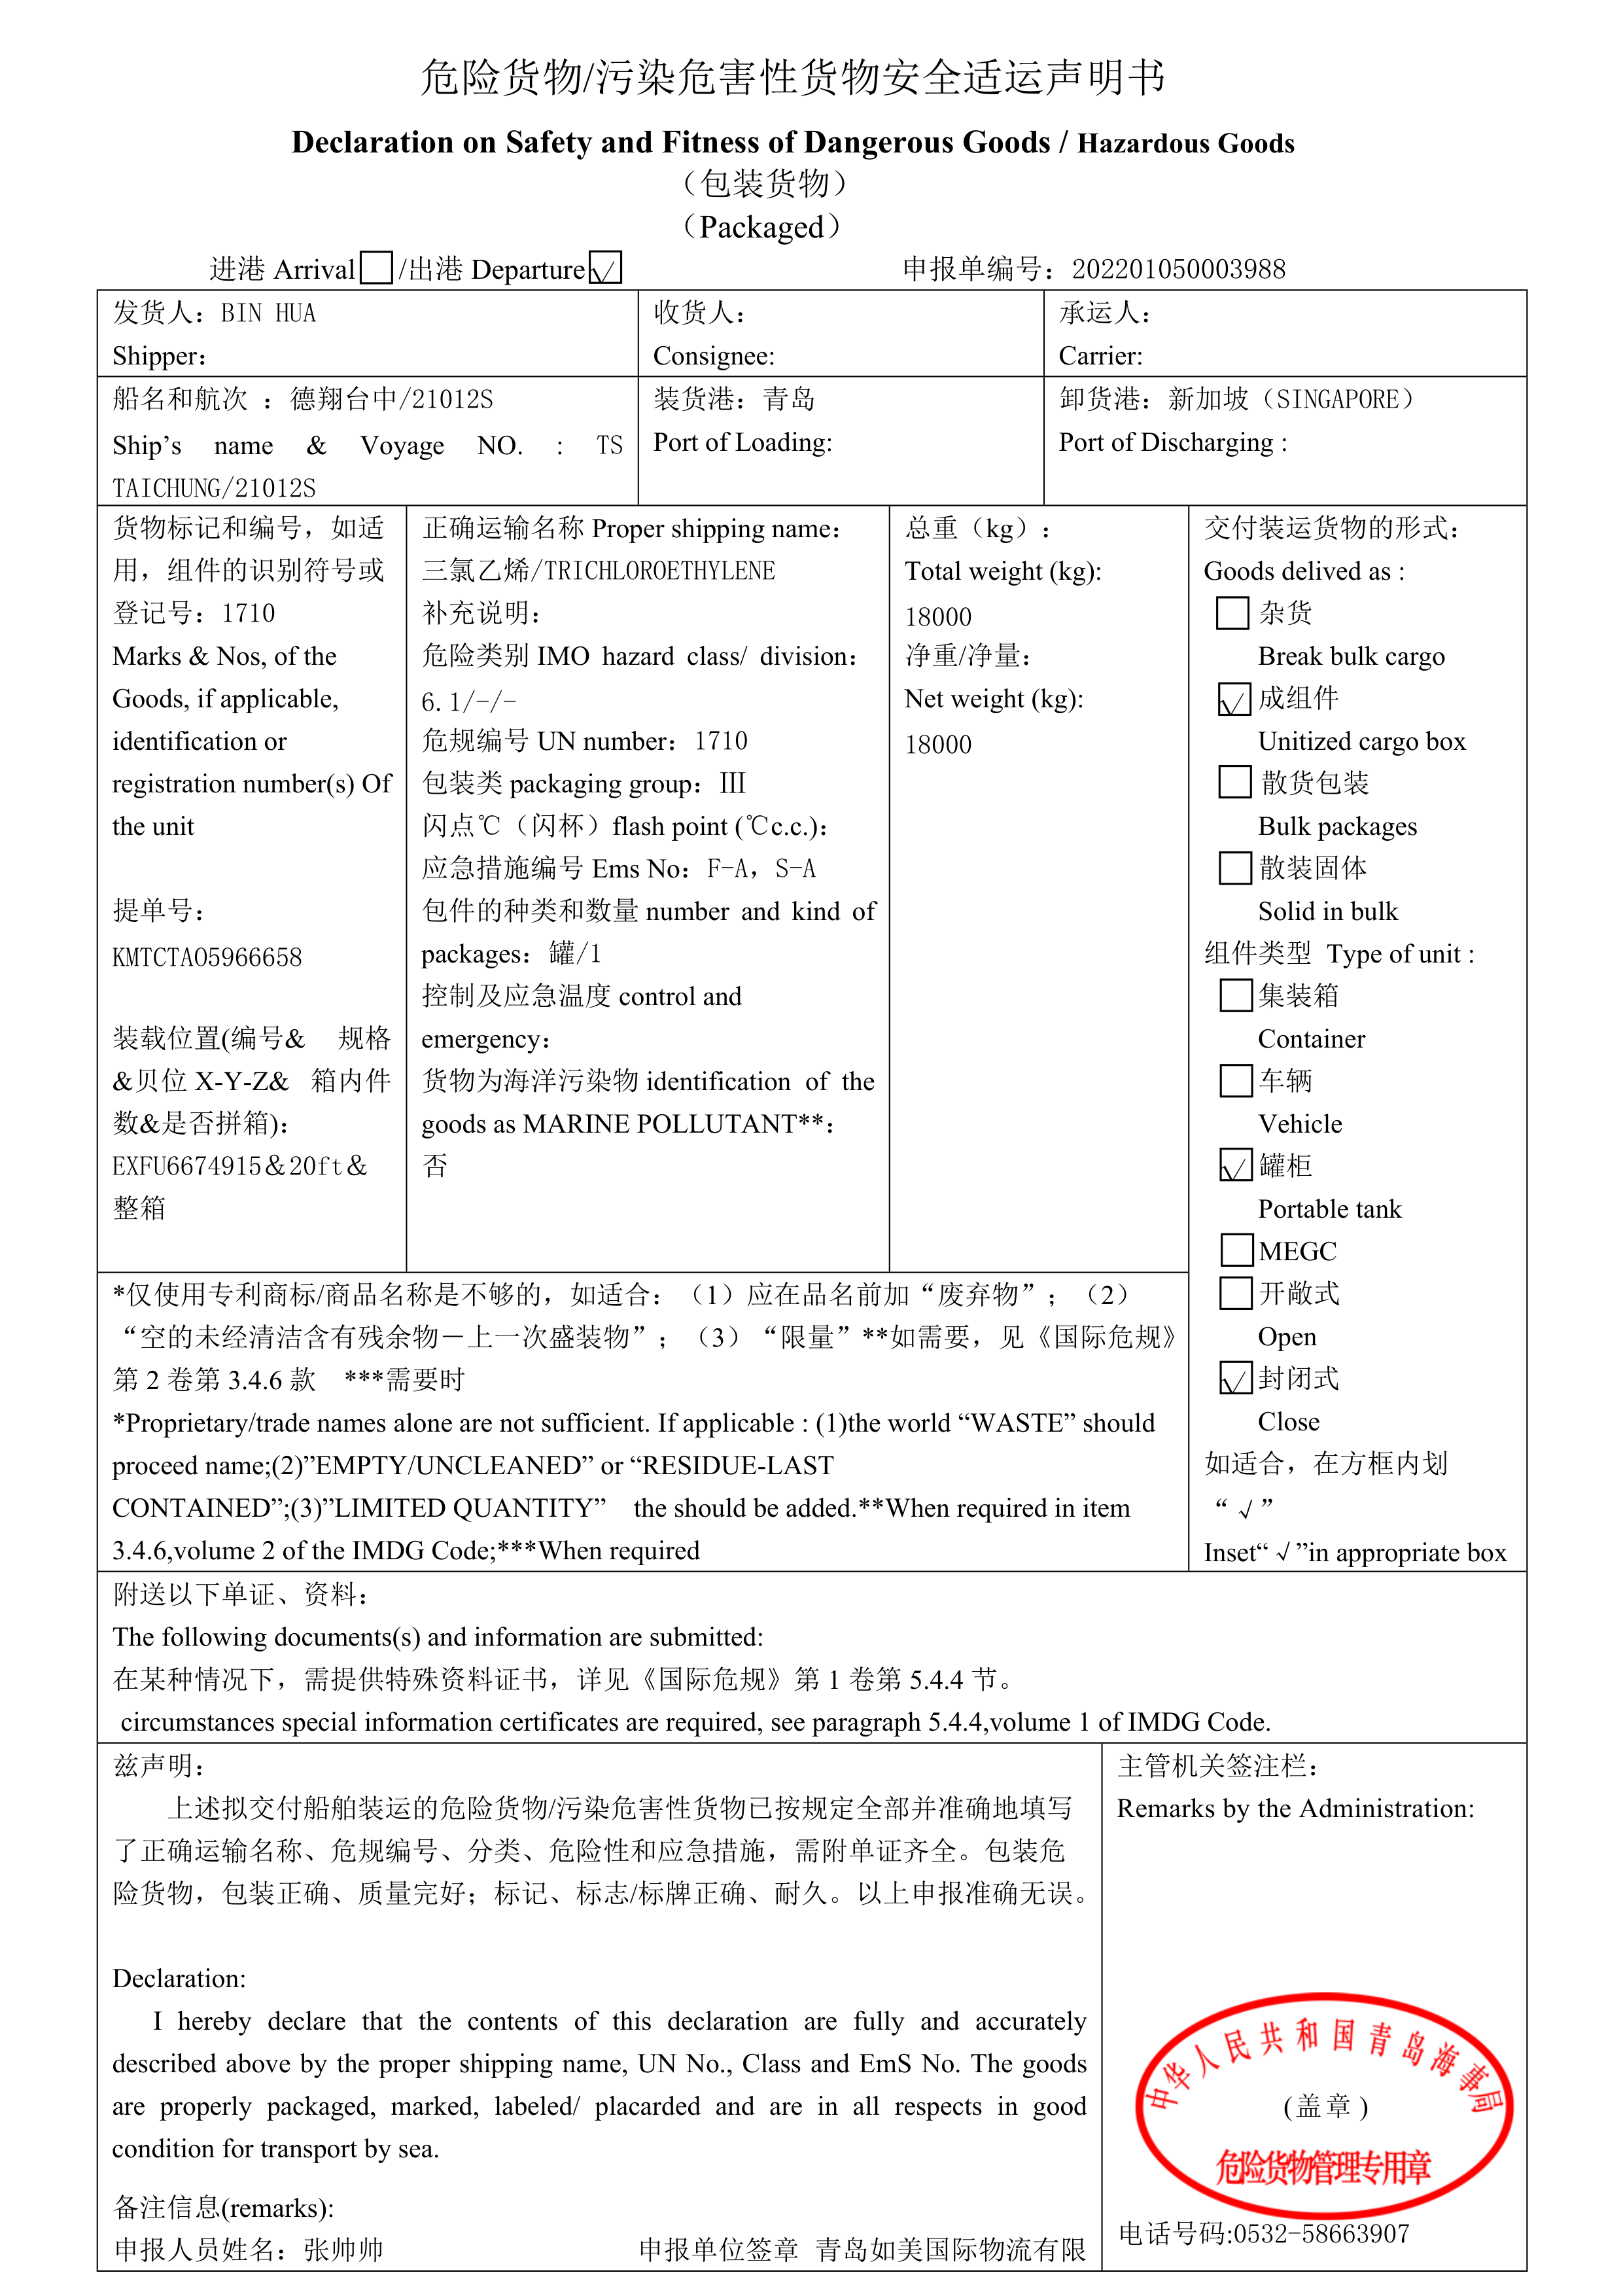 危险货物/污染危害性货物安全适运声明书
Declaration on Safety and Fitness of Dangerous Goods / Hazardous Goods
（包装货物）
（Packaged）
进港 Arrival□/出港 Departure☑ 申报单编号：202201050003988
发货人：BIN HUA
Shipper：
收货人：
Consignee:
承运人：
Carrier:
船名和航次 ：德翔台中/21012S
Ship’s name & Voyage NO. : TS
TAICHUNG/21012S
装货港：青岛
Port of Loading:
卸货港：新加坡（SINGAPORE）
Port of Discharging :
货物标记和编号，如适
用，组件的识别符号或
登记号：1710
Marks & Nos, of the
Goods, if applicable,
identification or
registration number(s) Of
the unit
提单号：
KMTCTAO5966658
装载位置(编号& 规格
&贝位 X-Y-Z& 箱内件
数&是否拼箱)：
EXFU6674915&20ft&
整箱
正确运输名称 Proper shipping name：
三氯乙烯/TRICHLOROETHYLENE
补充说明：
危险类别 IMO hazard class/ division：
6.1/-/-
危规编号 UN number：1710
包装类 packaging group：III
闪点℃（闪杯）flash point (℃c.c.)：
应急措施编号 Ems No：F-A，S-A
包件的种类和数量 number and kind of
packages：罐/1
控制及应急温度 control and
emergency：
货物为海洋污染物 identification of the
goods as MARINE POLLUTANT**：
否
总重（kg）：
Total weight (kg):
18000
净重/净量：
Net weight (kg):
18000
交付装运货物的形式：
Goods delived as :
□ 杂货
Break bulk cargo
☑ 成组件
Unitized cargo box
□ 散货包装
Bulk packages
□ 散装固体
Solid in bulk
组件类型 Type of unit :
□ 集装箱
Container
□ 车辆
Vehicle
☑ 罐柜
Portable tank
□ MEGC
□ 开敞式
Open
☑ 封闭式
Close
如适合，在方框内划
“ √ ”
Inset“ √ ”in appropriate box
*仅使用专利商标/商品名称是不够的，如适合：（1）应在品名前加“废弃物”；（2）
“空的未经清洁含有残余物－上一次盛装物”；（3）“限量”**如需要，见《国际危规》
第 2 卷第 3.4.6 款 ***需要时
*Proprietary/trade names alone are not sufficient. If applicable : (1)the world “WASTE” should
proceed name;(2)”EMPTY/UNCLEANED” or “RESIDUE-LAST
CONTAINED”;(3)”LIMITED QUANTITY” the should be added.**When required in item
3.4.6,volume 2 of the IMDG Code;***When required
附送以下单证、资料：
The following documents(s) and information are submitted:
在某种情况下，需提供特殊资料证书，详见《国际危规》第 1 卷第 5.4.4 节。
circumstances special information certificates are required, see paragraph 5.4.4,volume 1 of IMDG Code.
兹声明：
上述拟交付船舶装运的危险货物/污染危害性货物已按规定全部并准确地填写
了正确运输名称、危规编号、分类、危险性和应急措施，需附单证齐全。包装危
险货物，包装正确、质量完好；标记、标志/标牌正确、耐久。以上申报准确无误。
Declaration:
I hereby declare that the contents of this declaration are fully and accurately
described above by the proper shipping name, UN No., Class and EmS No. The goods
are properly packaged, marked, labeled/ placarded and are in all respects in good
condition for transport by sea.
备注信息(remarks):
申报人员姓名：张帅帅 申报单位签章 青岛如美国际物流有限
主管机关签注栏：
Remarks by the Administration:
中华人民共和国青岛海事局
(盖章)
危险货物管理专用章
电话号码:0532-58663907